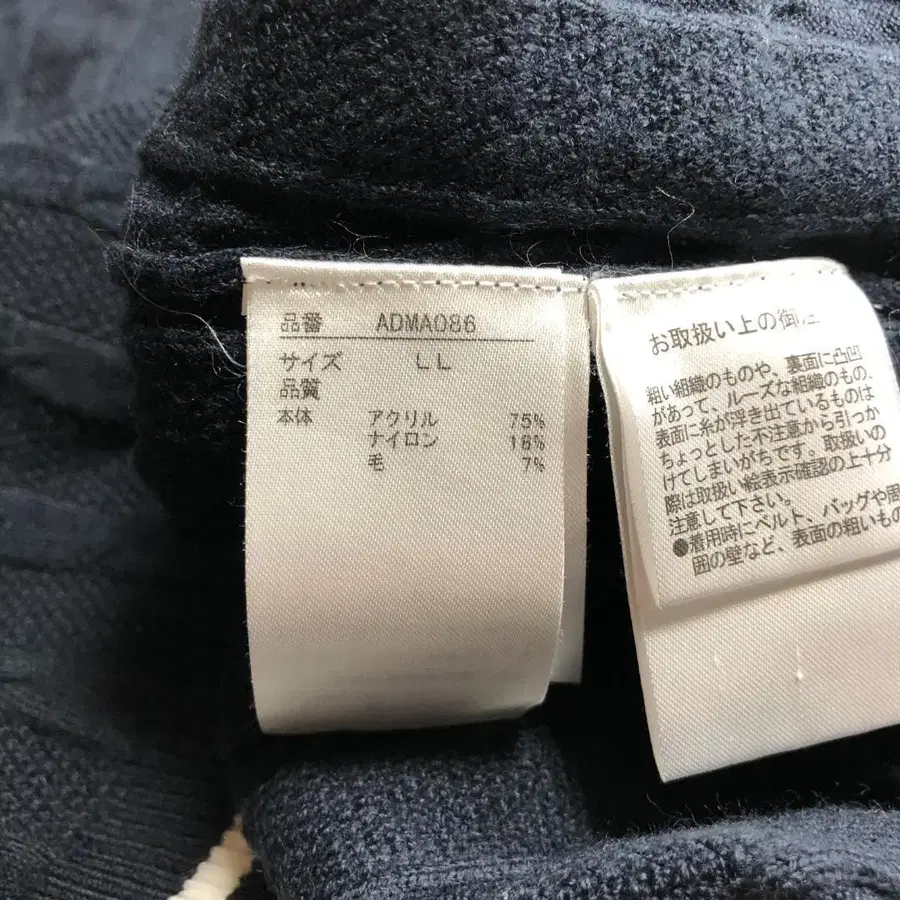 品番 ADMA086
サイズ LL
品質
本体 アクリル 75%
ナイロン 18%
毛 7%
お取扱い上の御注
粗い組織のものや、裏面に凸凹
があって、ルーズな組織のもの、
表面に糸が浮き出ているものは
ちょっとした不注意から引っか
けてしまいがちです。取扱いの
際は取扱い絵表示確認の上十分
注意して下さい。
●着用時にベルト、バッグや周
囲の壁など、表面の粗いもの